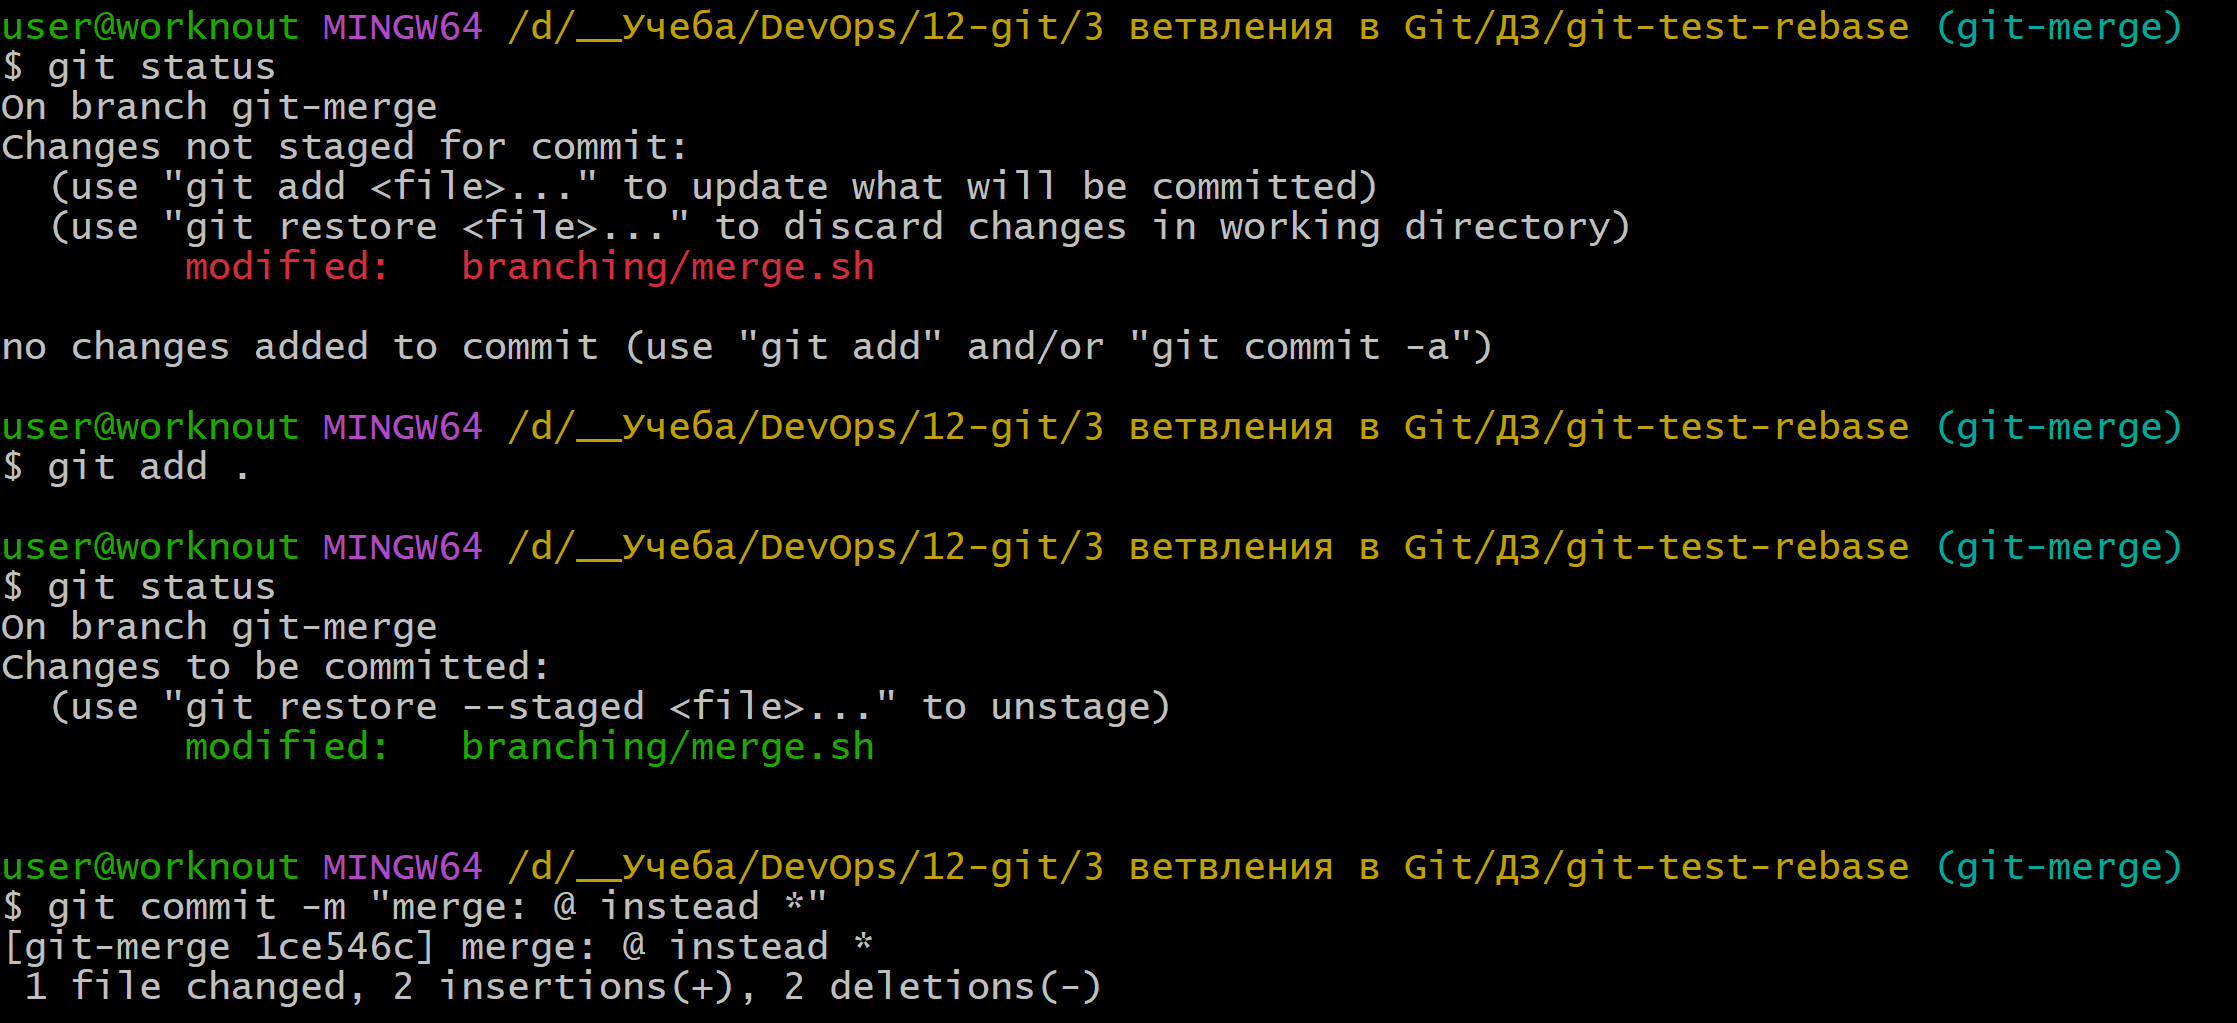 user@worknout MINGW64 /d/__Учеба/DevOps/12-git/3 ветвления в Git/ДЗ/git-test-rebase (git-merge)
$ git status
On branch git-merge
Changes not staged for commit:
  (use "git add <file>..." to update what will be committed)
  (use "git restore <file>..." to discard changes in working directory)
        modified:   branching/merge.sh

no changes added to commit (use "git add" and/or "git commit -a")

user@worknout MINGW64 /d/__Учеба/DevOps/12-git/3 ветвления в Git/ДЗ/git-test-rebase (git-merge)
$ git add .

user@worknout MINGW64 /d/__Учеба/DevOps/12-git/3 ветвления в Git/ДЗ/git-test-rebase (git-merge)
$ git status
On branch git-merge
Changes to be committed:
  (use "git restore --staged <file>..." to unstage)
        modified:   branching/merge.sh


user@worknout MINGW64 /d/__Учеба/DevOps/12-git/3 ветвления в Git/ДЗ/git-test-rebase (git-merge)
$ git commit -m "merge: @ instead *"
[git-merge 1ce546c] merge: @ instead *
 1 file changed, 2 insertions(+), 2 deletions(-)